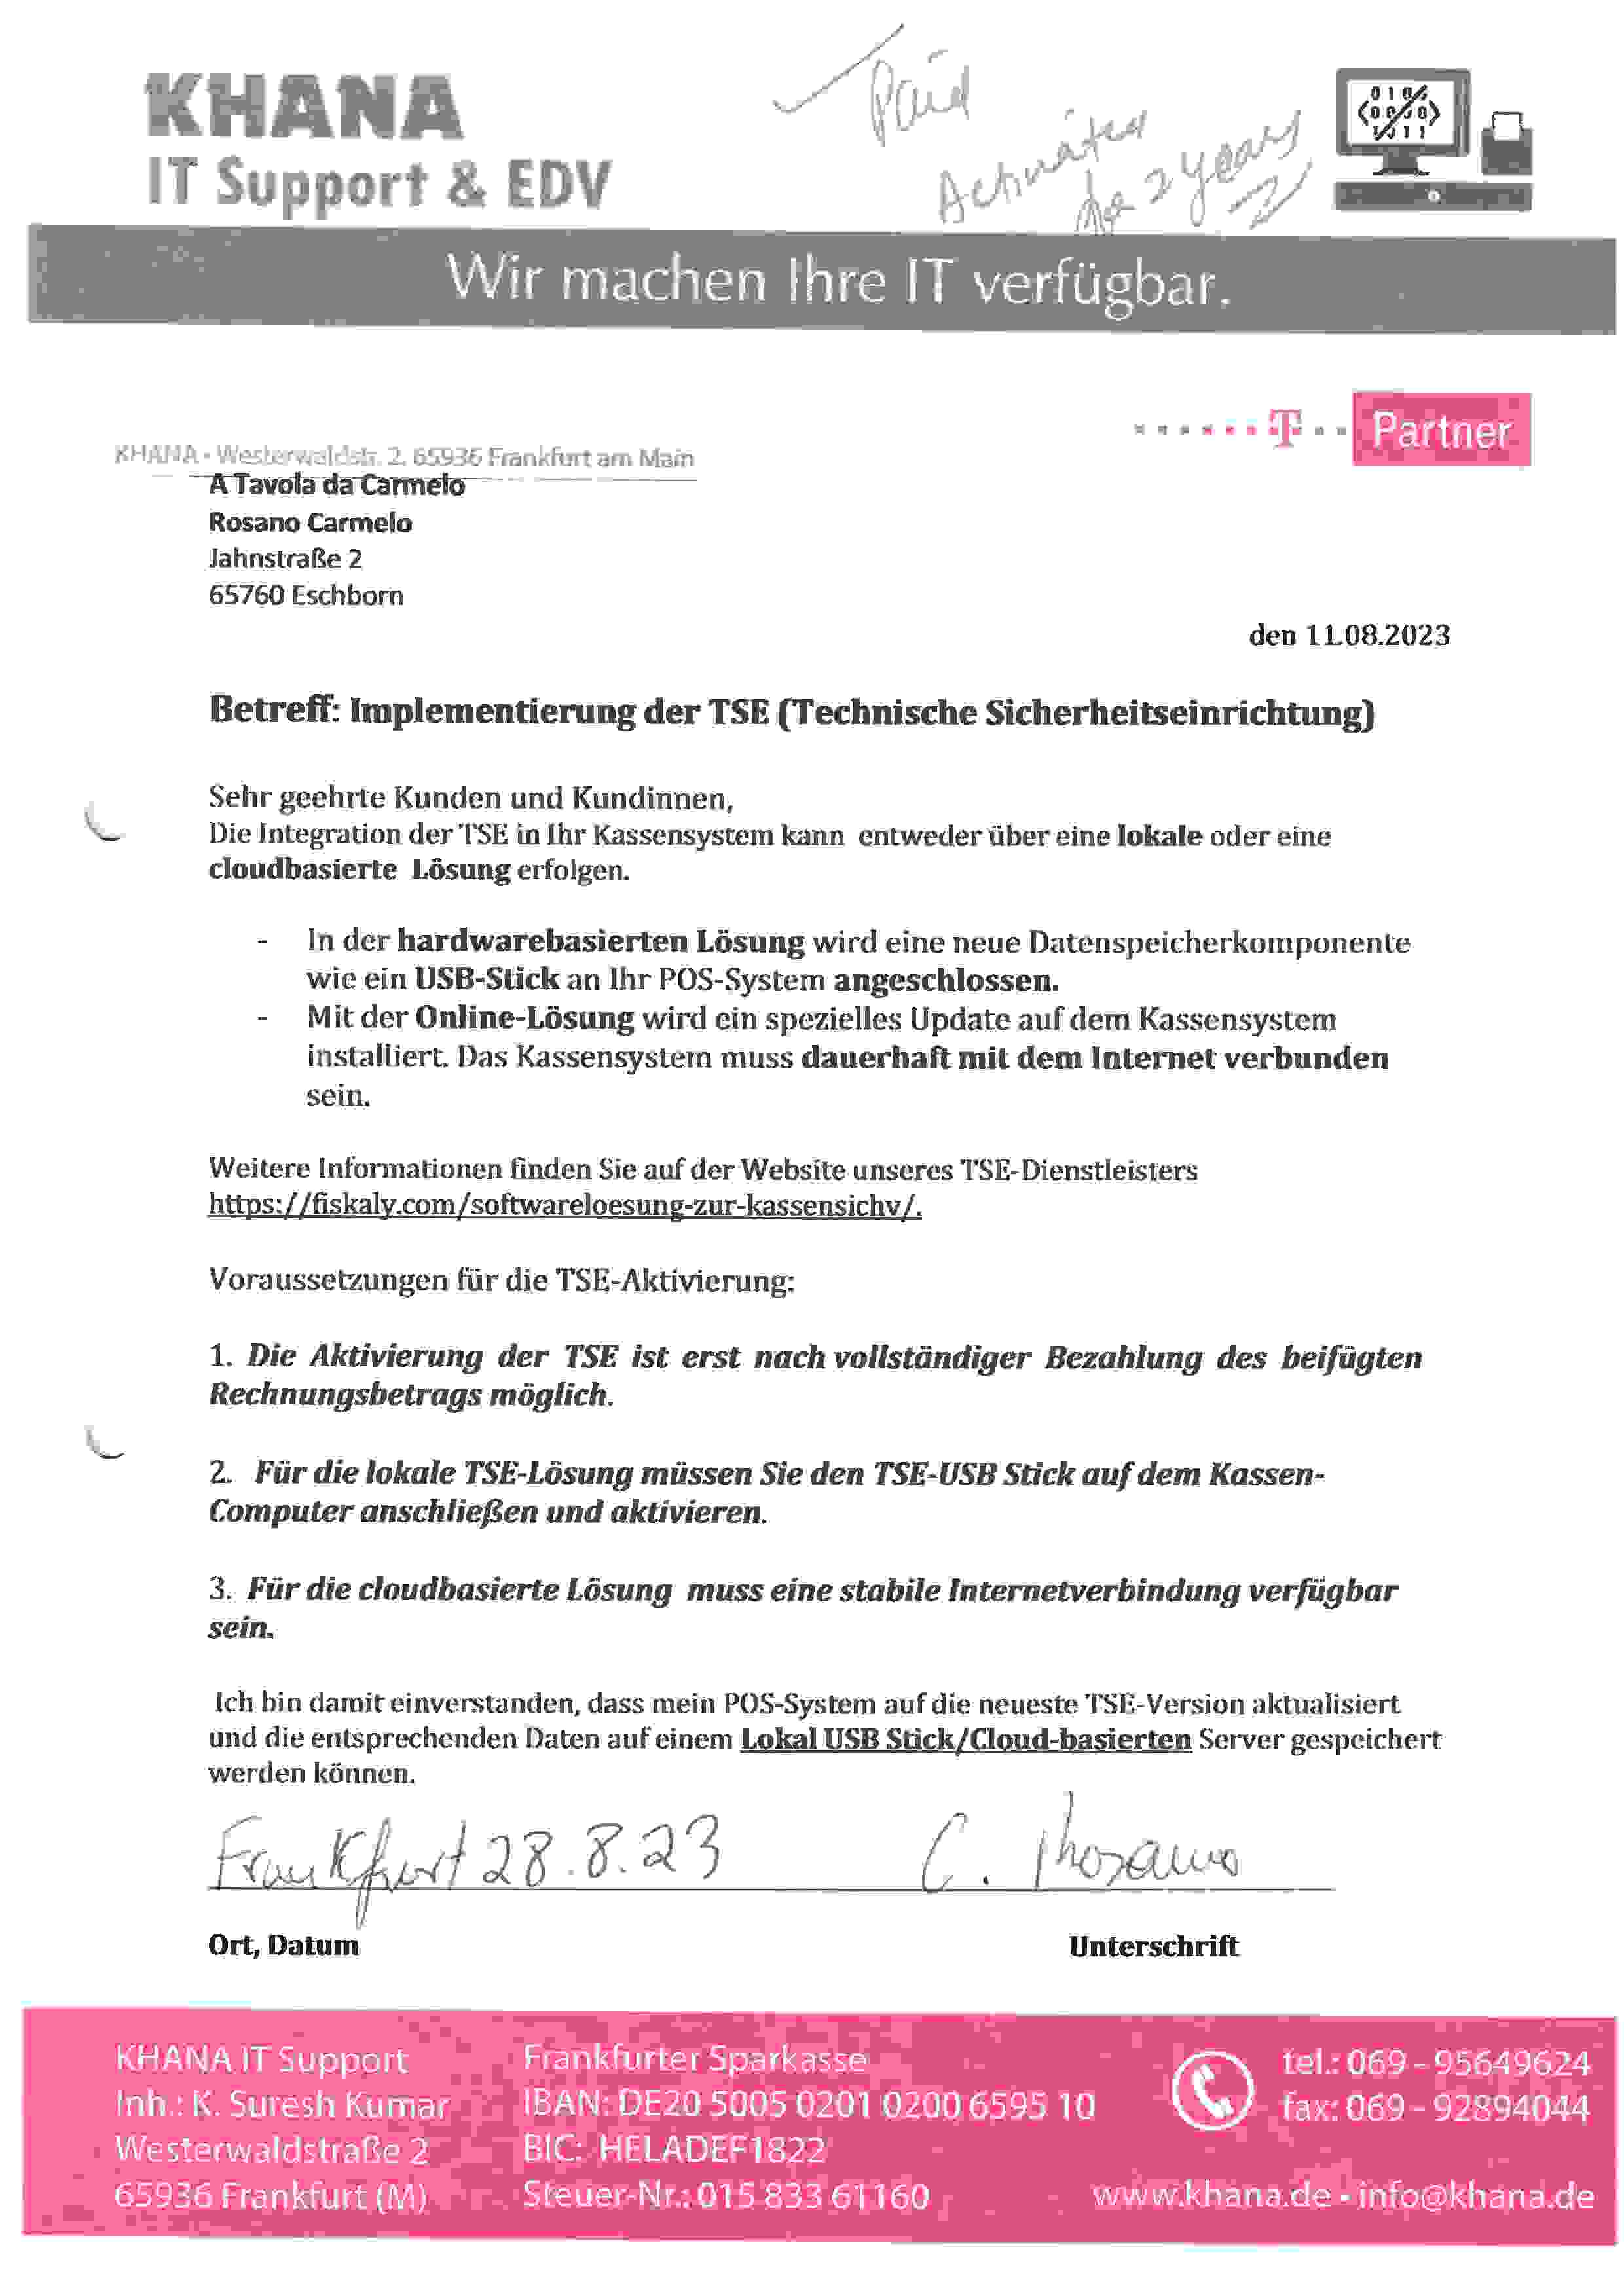 KHANA
IT Support & EDV
✓ Paid
Activated
for 2 years
Wir machen Ihre IT verfügbar.
T
Partner
KHANA • Westerwaldstr. 2, 65936 Frankfurt am Main
A Tavola da Carmelo
Rosano Carmelo
Jahnstraße 2
65760 Eschborn
den 11.08.2023
Betreff: Implementierung der TSE (Technische Sicherheitseinrichtung)
Sehr geehrte Kunden und Kundinnen,
Die Integration der TSE in Ihr Kassensystem kann entweder über eine lokale oder eine
cloudbasierte Lösung erfolgen.
- In der hardwarebasierten Lösung wird eine neue Datenspeicherkomponente
wie ein USB-Stick an Ihr POS-System angeschlossen.
- Mit der Online-Lösung wird ein spezielles Update auf dem Kassensystem
installiert. Das Kassensystem muss dauerhaft mit dem Internet verbunden
sein.
Weitere Informationen finden Sie auf der Website unseres TSE-Dienstleisters
https://fiskaly.com/softwareloesung-zur-kassensichv/.
Voraussetzungen für die TSE-Aktivierung:
1. Die Aktivierung der TSE ist erst nach vollständiger Bezahlung des beifügten
Rechnungsbetrags möglich.
2. Für die lokale TSE-Lösung müssen Sie den TSE-USB Stick auf dem Kassen-
Computer anschließen und aktivieren.
3. Für die cloudbasierte Lösung muss eine stabile Internetverbindung verfügbar
sein.
Ich bin damit einverstanden, dass mein POS-System auf die neueste TSE-Version aktualisiert
und die entsprechenden Daten auf einem Lokal USB Stick/Cloud-basierten Server gespeichert
werden können.
Frankfurt 28.8.23 C.
Ort, Datum Unterschrift
KHANA IT Support
Inh.: K. Suresh Kumar
Westerwaldstraße 2
65936 Frankfurt (M)
Frankfurter Sparkasse
IBAN: DE20 5005 0201 0200 6595 10
BIC: HELADEF1822
Steuer-Nr.: 015 833 61160
tel.: 069 – 95649624
fax: 069 – 92894044
www.khana.de • info@khana.de